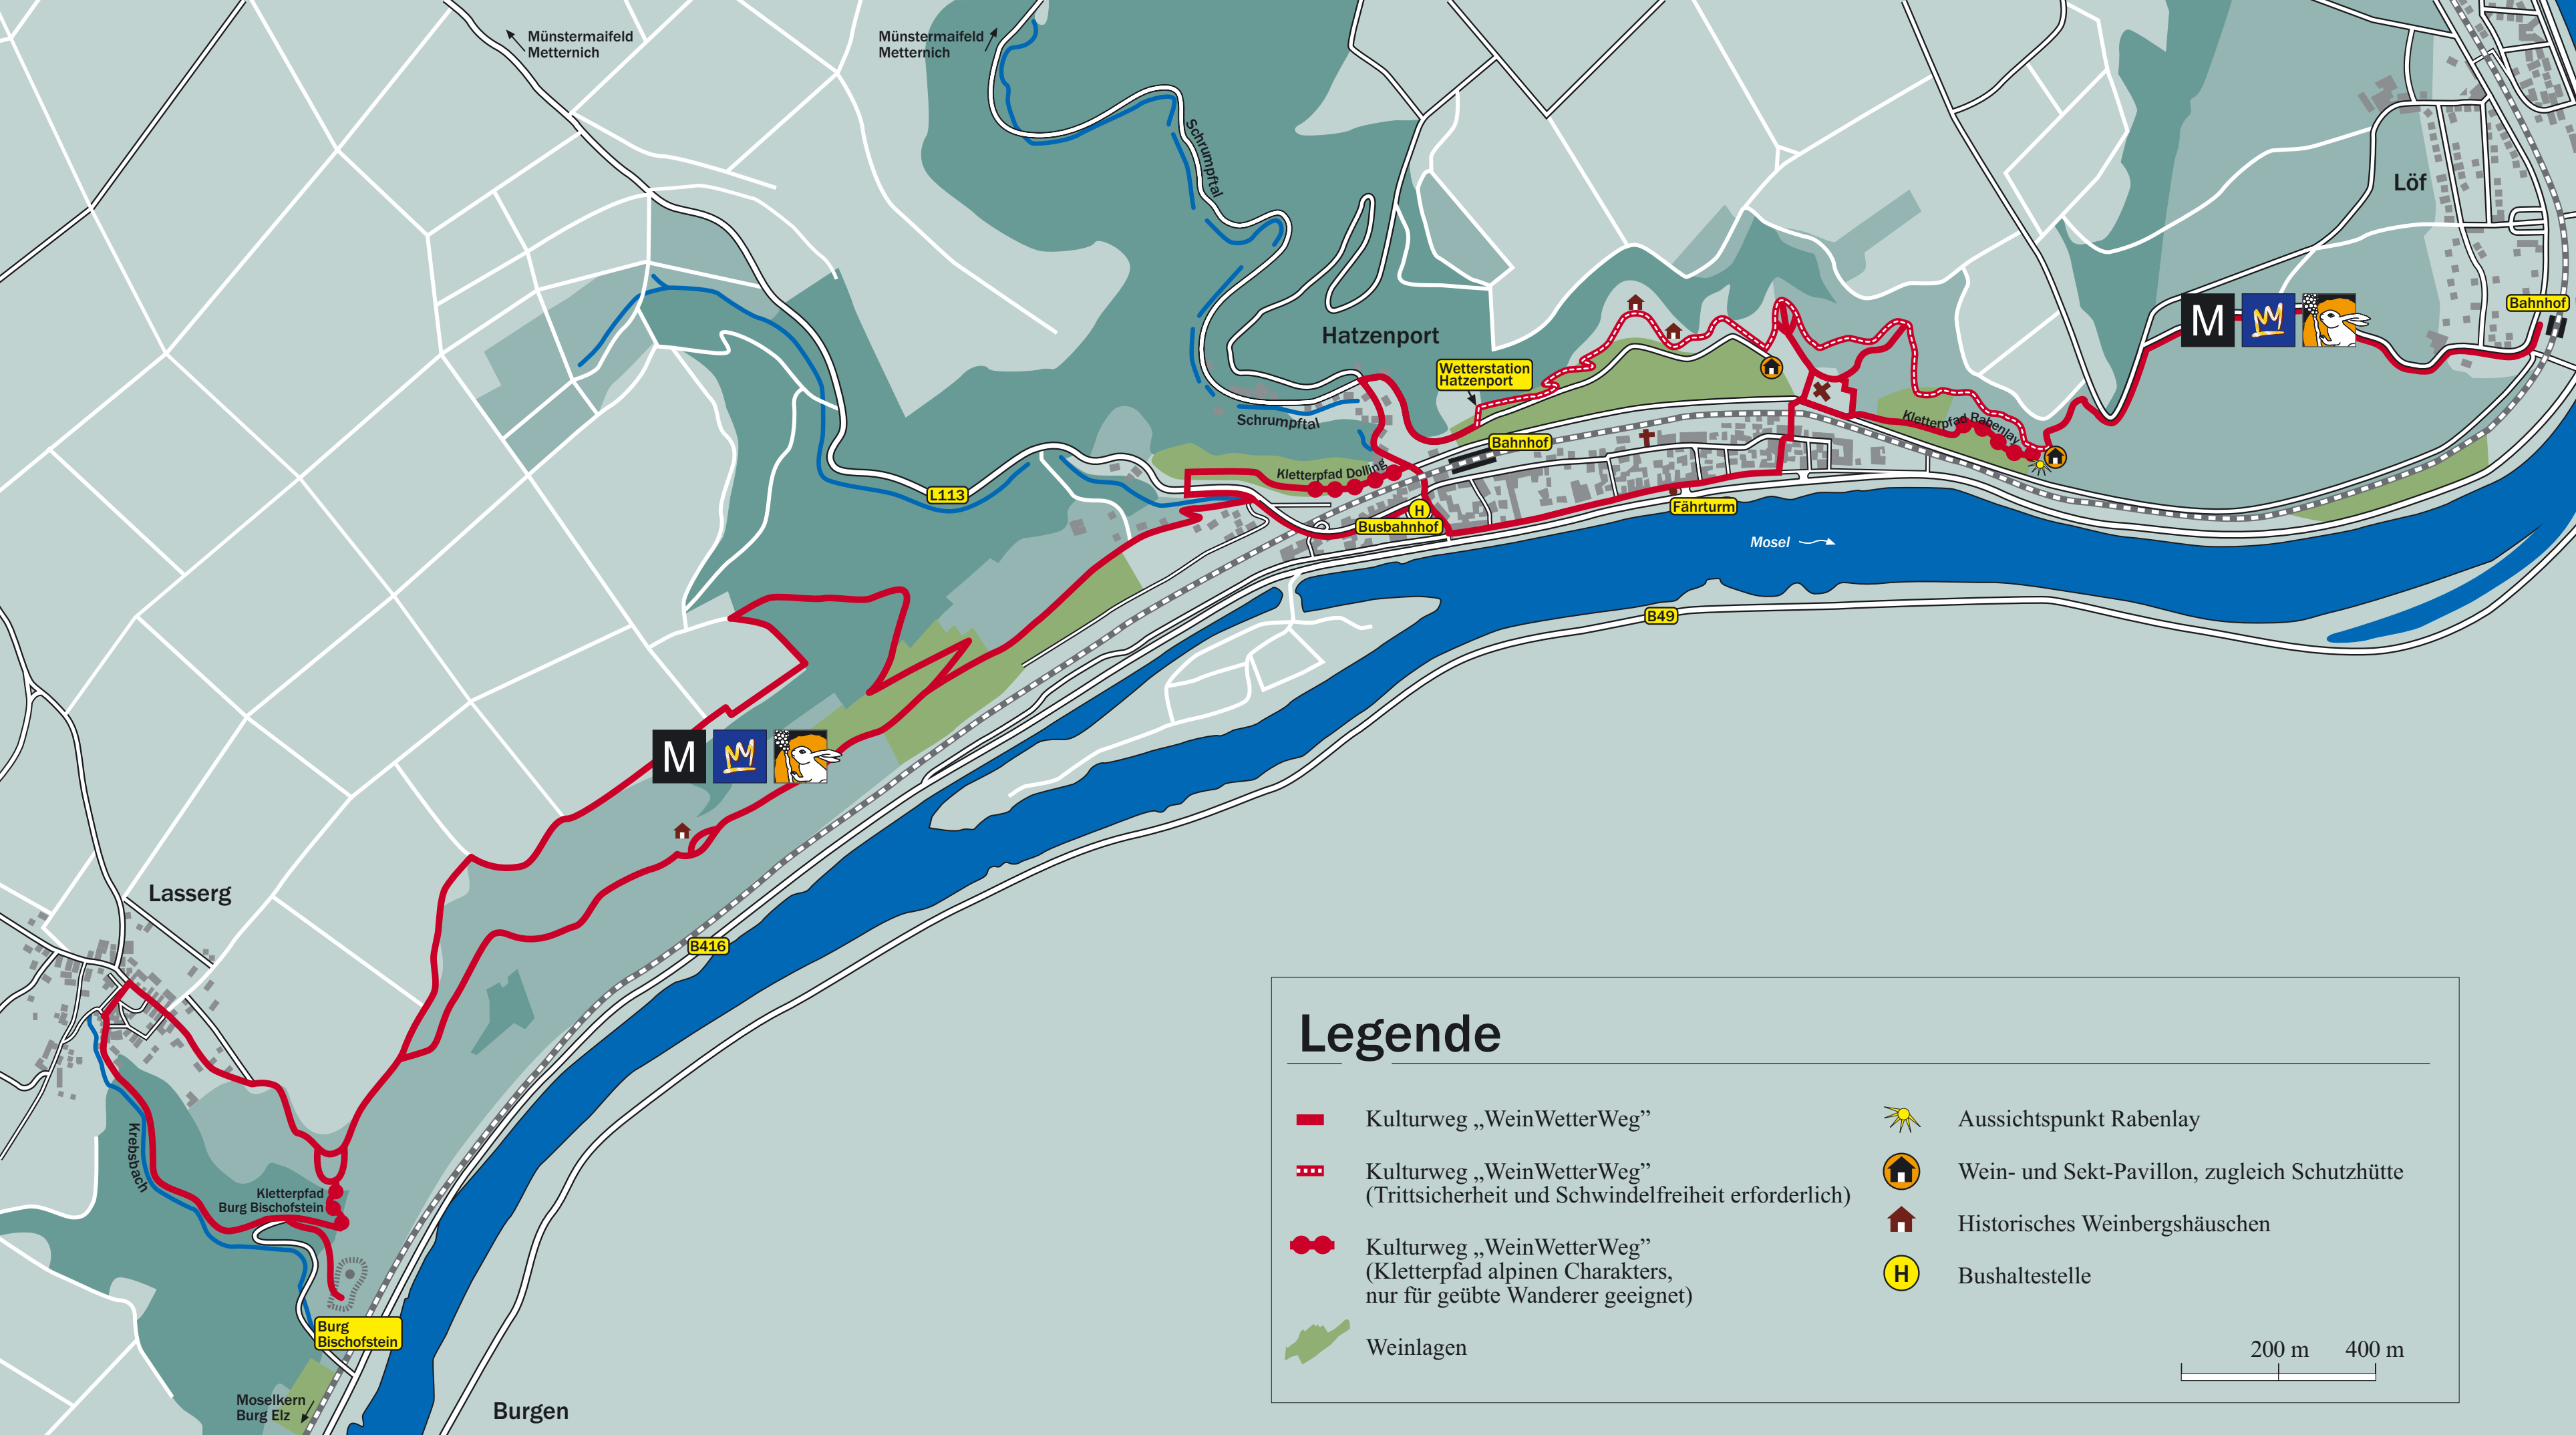 Münstermaifeld
Metternich
Münstermaifeld
Metternich
Schrumpftal
Löf
Bahnhof
M
Hatzenport
Wetterstation
Hatzenport
Schrumpftal
Kletterpfad Rabenlay
Bahnhof
Kletterpfad Dolling
L113
H
Busbahnhof
Fährturm
Mosel
B49
M
Lasserg
B416
Krebsbach
Kletterpfad
Burg Bischofstein
Burg
Bischofstein
Moselkern
Burg Elz
Burgen
Legende
Kulturweg „WeinWetterWeg”
Kulturweg „WeinWetterWeg”
(Trittsicherheit und Schwindelfreiheit erforderlich)
Kulturweg „WeinWetterWeg”
(Kletterpfad alpinen Charakters,
nur für geübte Wanderer geeignet)
Weinlagen
Aussichtspunkt Rabenlay
Wein- und Sekt-Pavillon, zugleich Schutzhütte
Historisches Weinbergshäuschen
H
Bushaltestelle
200 m 400 m